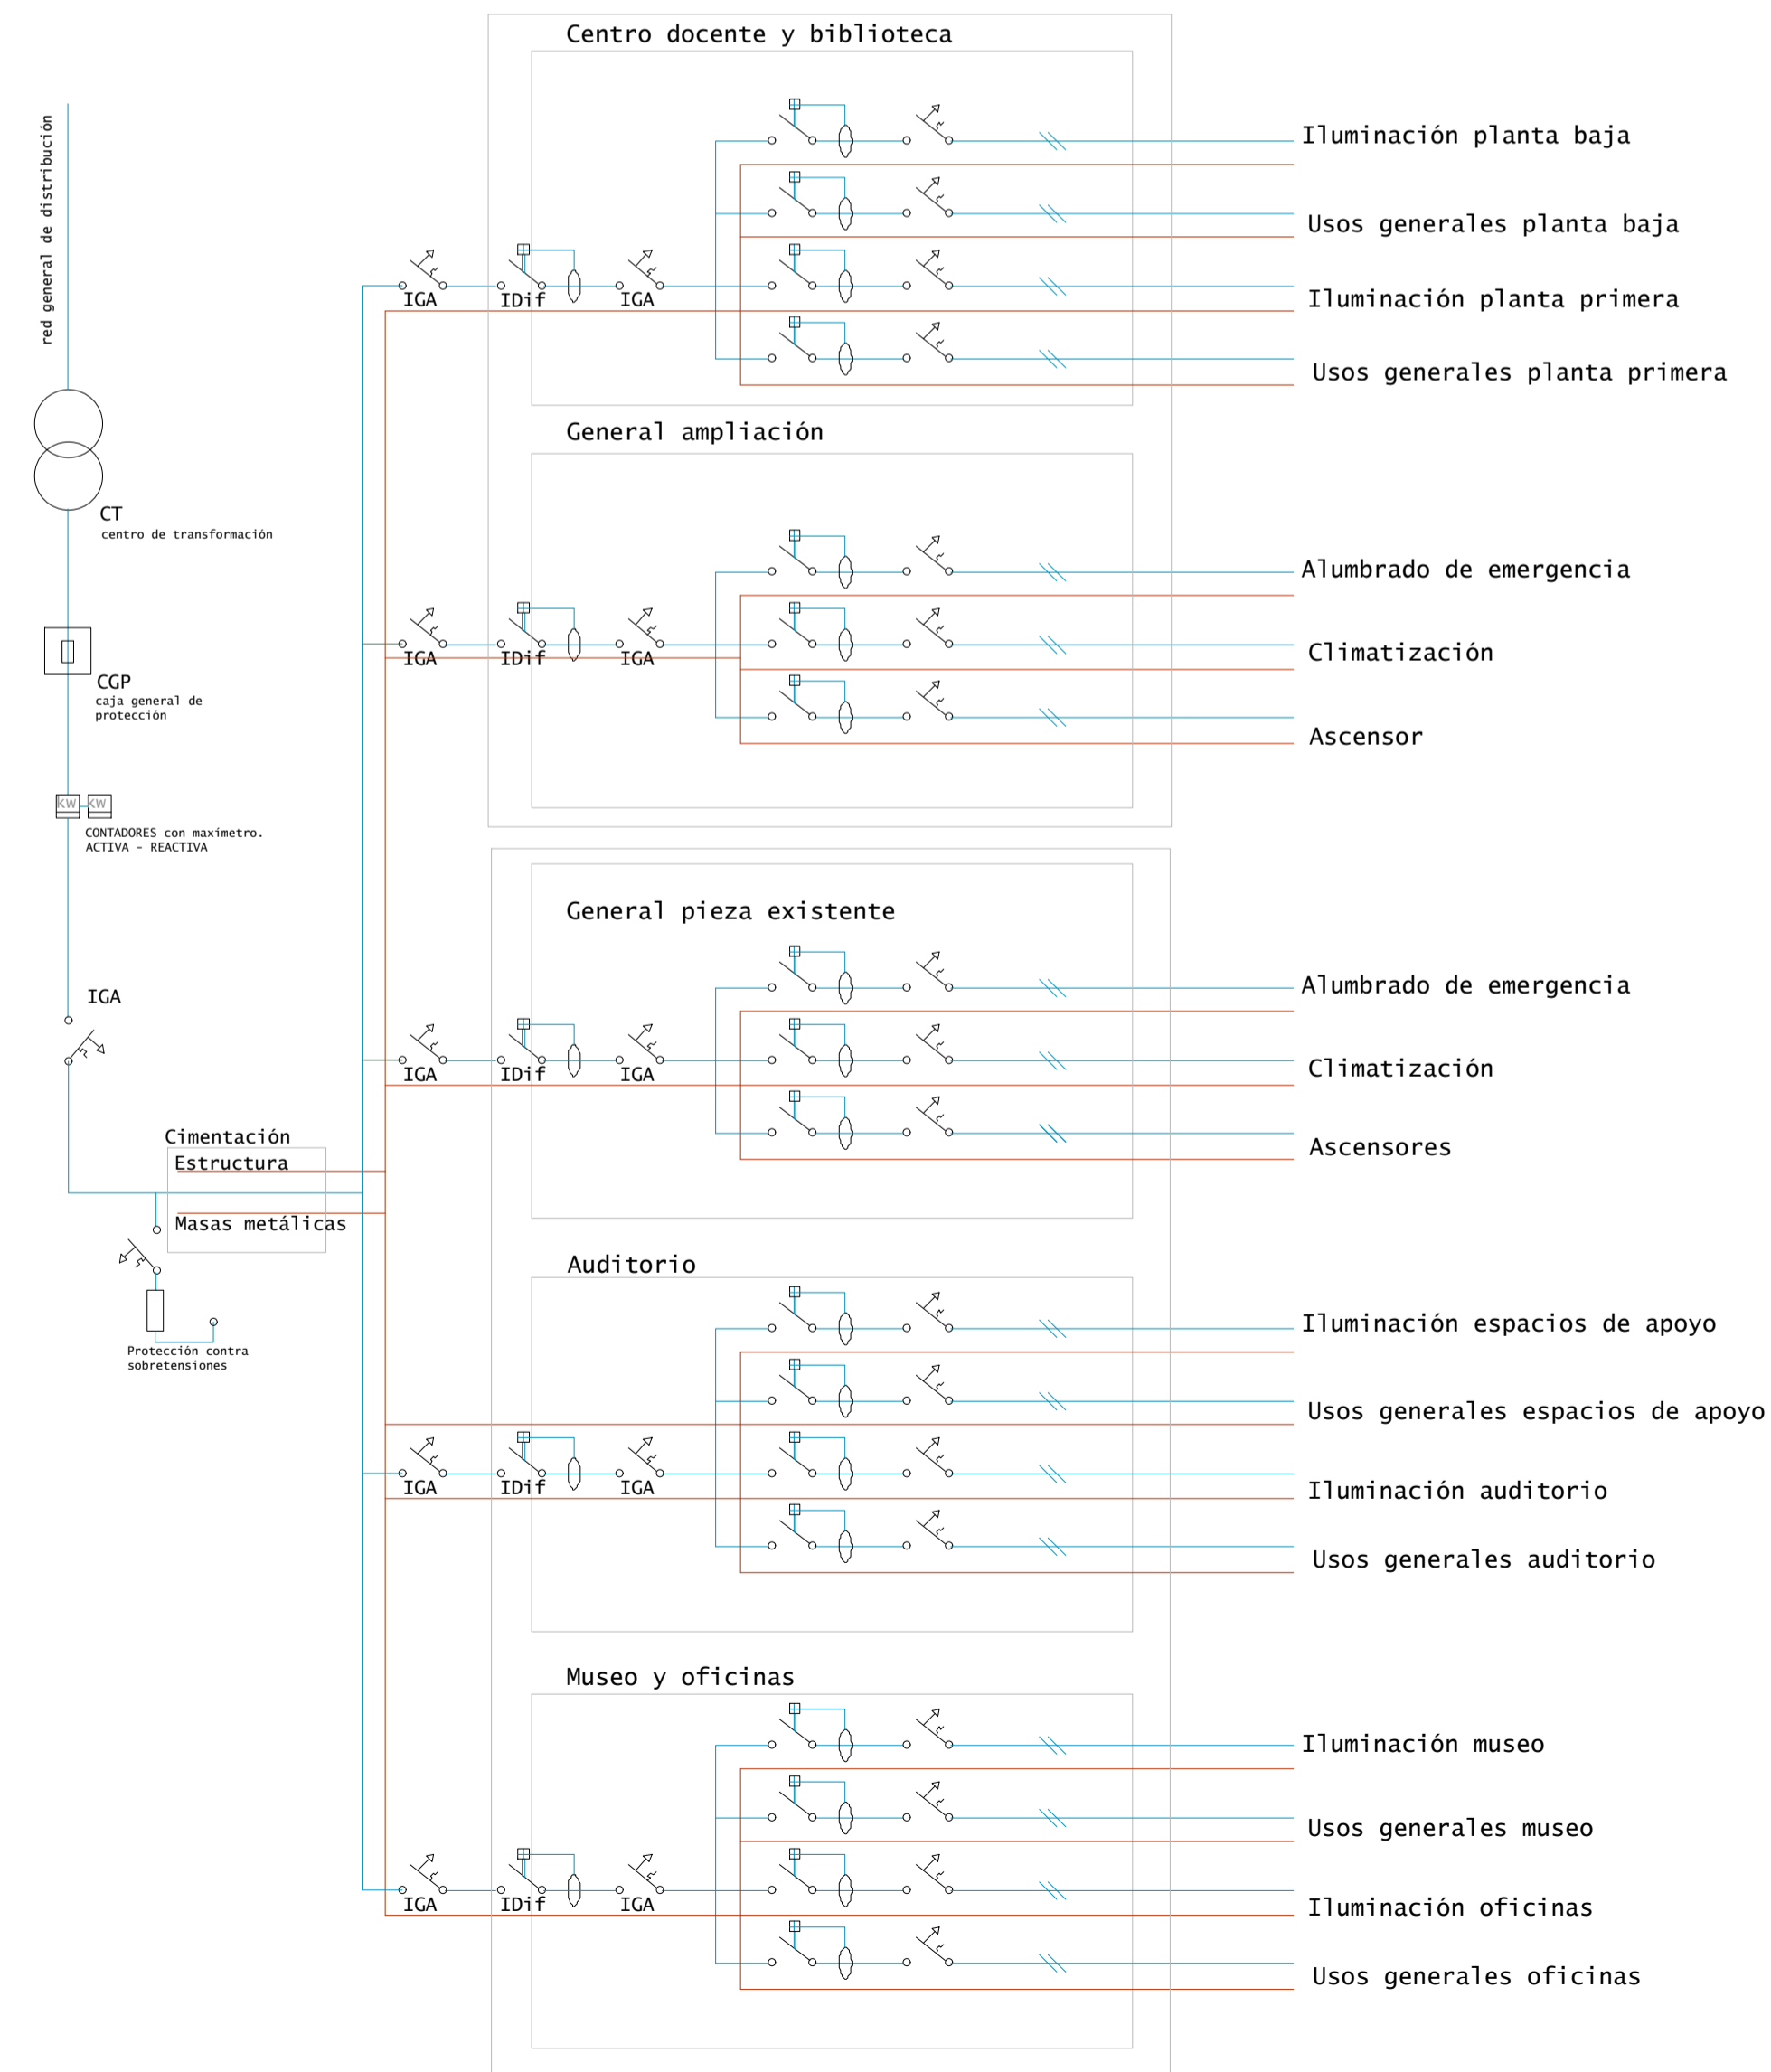 red general de distribución
CT
centro de transformación
CGP
caja general de
protección
KW KW
CONTADORES con maxímetro.
ACTIVA - REACTIVA
IGA
Cimentación
Estructura
Masas metálicas
Protección contra
sobretensiones
Centro docente y biblioteca
IGA IDif IGA
Iluminación planta baja
Usos generales planta baja
Iluminación planta primera
Usos generales planta primera
General ampliación
IGA IDif IGA
Alumbrado de emergencia
Climatización
Ascensor
General pieza existente
IGA IDif IGA
Alumbrado de emergencia
Climatización
Ascensores
Auditorio
IGA IDif IGA
Iluminación espacios de apoyo
Usos generales espacios de apoyo
Iluminación auditorio
Usos generales auditorio
Museo y oficinas
IGA IDif IGA
Iluminación museo
Usos generales museo
Iluminación oficinas
Usos generales oficinas